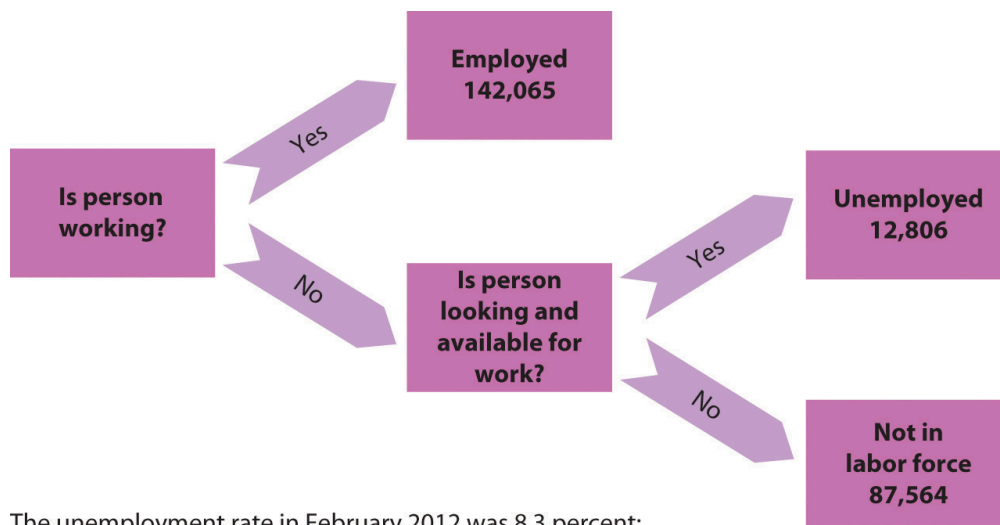 Employed
142,065
Yes
Is person
working?
No
Is person
looking and
available for
work?
Yes
Unemployed
12,806
No
Not in
labor force
87,564
The unemployment rate in February 2012 was 8.3 percent: